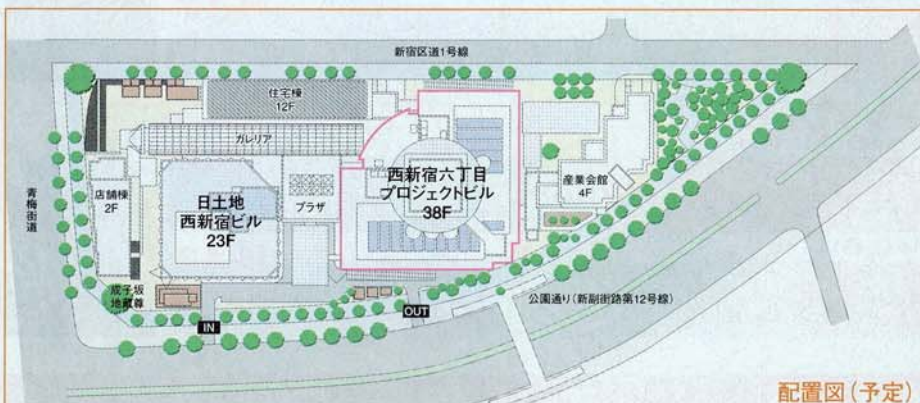 新宿区道1号線
住宅棟
12F
ガレリア
西新宿六丁目
プロジェクトビル
38F
産業会館
4F
青梅街道
店舗棟
2F
日土地
西新宿ビル
23F
プラザ
成子坂
地蔵尊
IN
OUT
公園通り(新副街路第12号線)
配置図(予定)